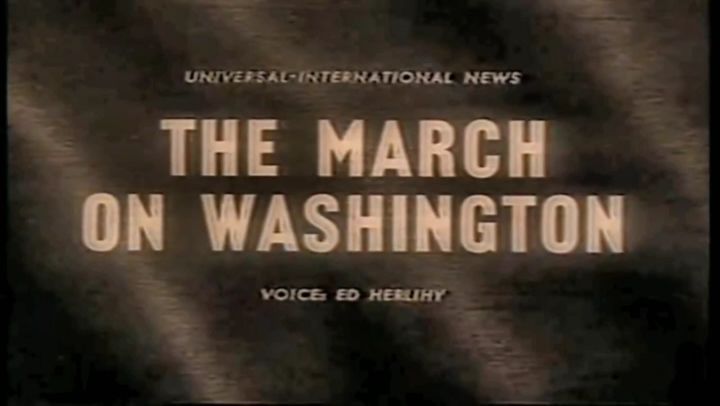 UNIVERSAL-INTERNATIONAL NEWS
THE MARCH
ON WASHINGTON
VOICE: ED HERLIHY